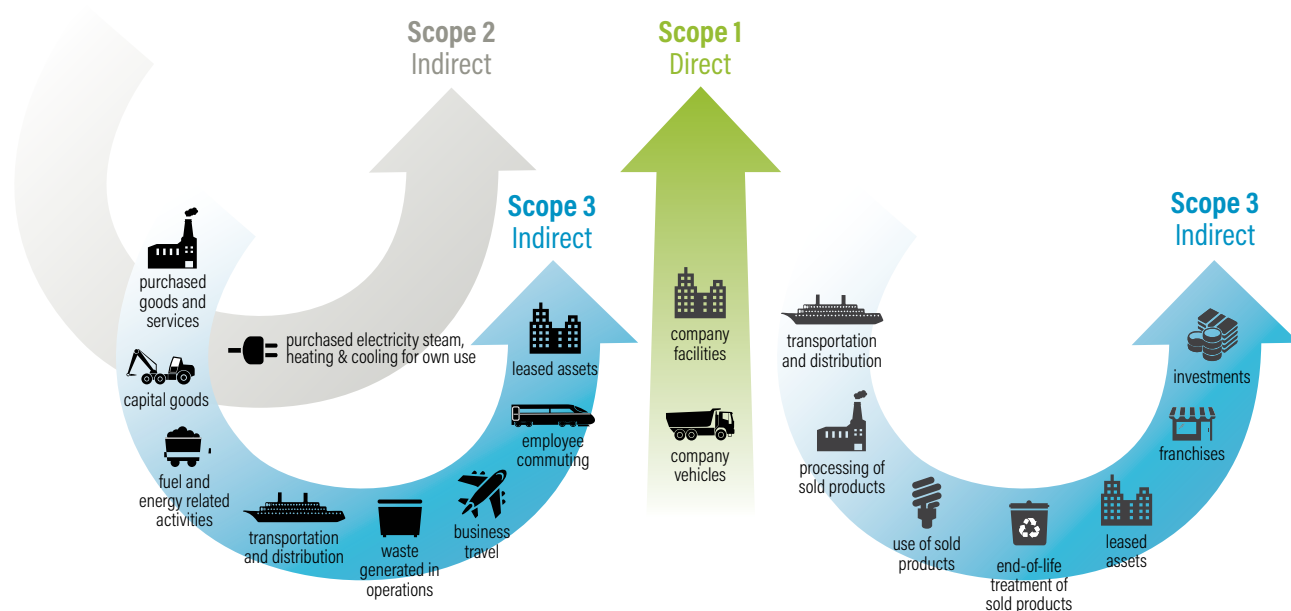 Scope 2
Indirect
Scope 1
Direct
Scope 3
Indirect
Scope 3
Indirect
purchased
goods and
services
purchased electricity steam,
heating & cooling for own use
capital goods
fuel and
energy related
activities
transportation
and distribution
waste
generated in
operations
business
travel
employee
commuting
leased assets
company
facilities
company
vehicles
transportation
and distribution
processing of
sold products
use of sold
products
end-of-life
treatment of
sold products
leased
assets
franchises
investments